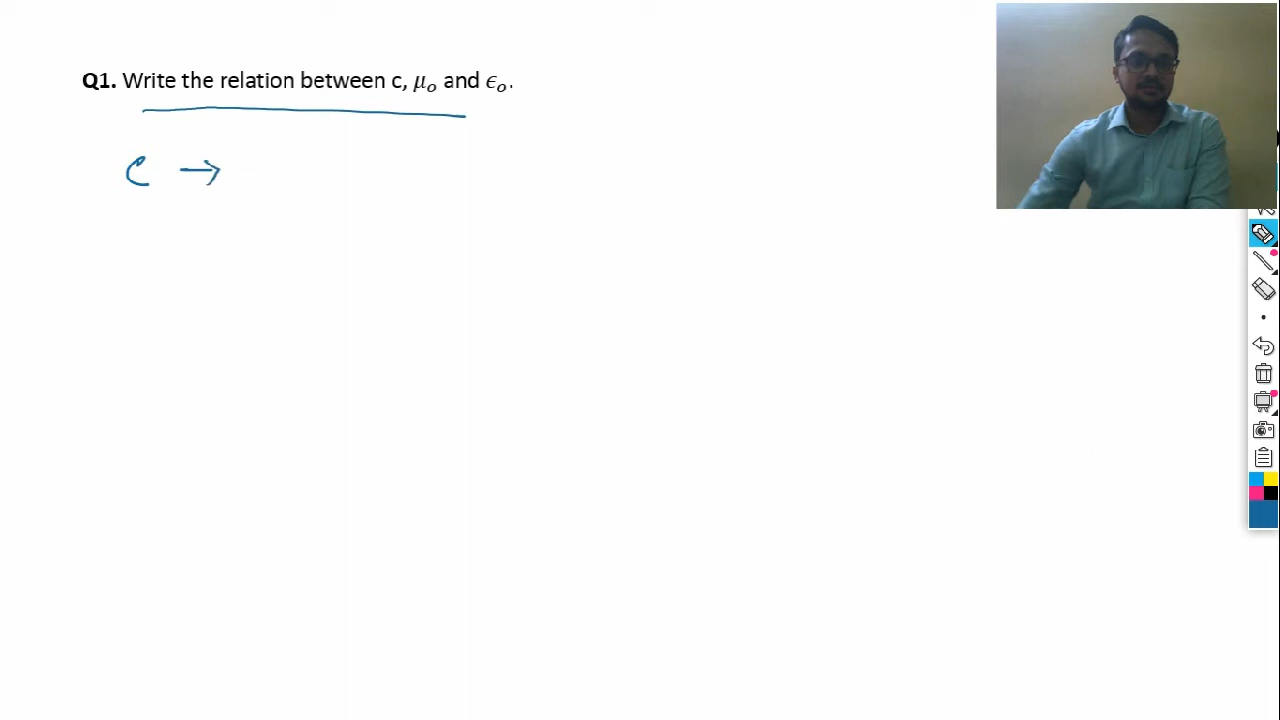 Q1. Write the relation between c, μₒ and ϵₒ.
c →